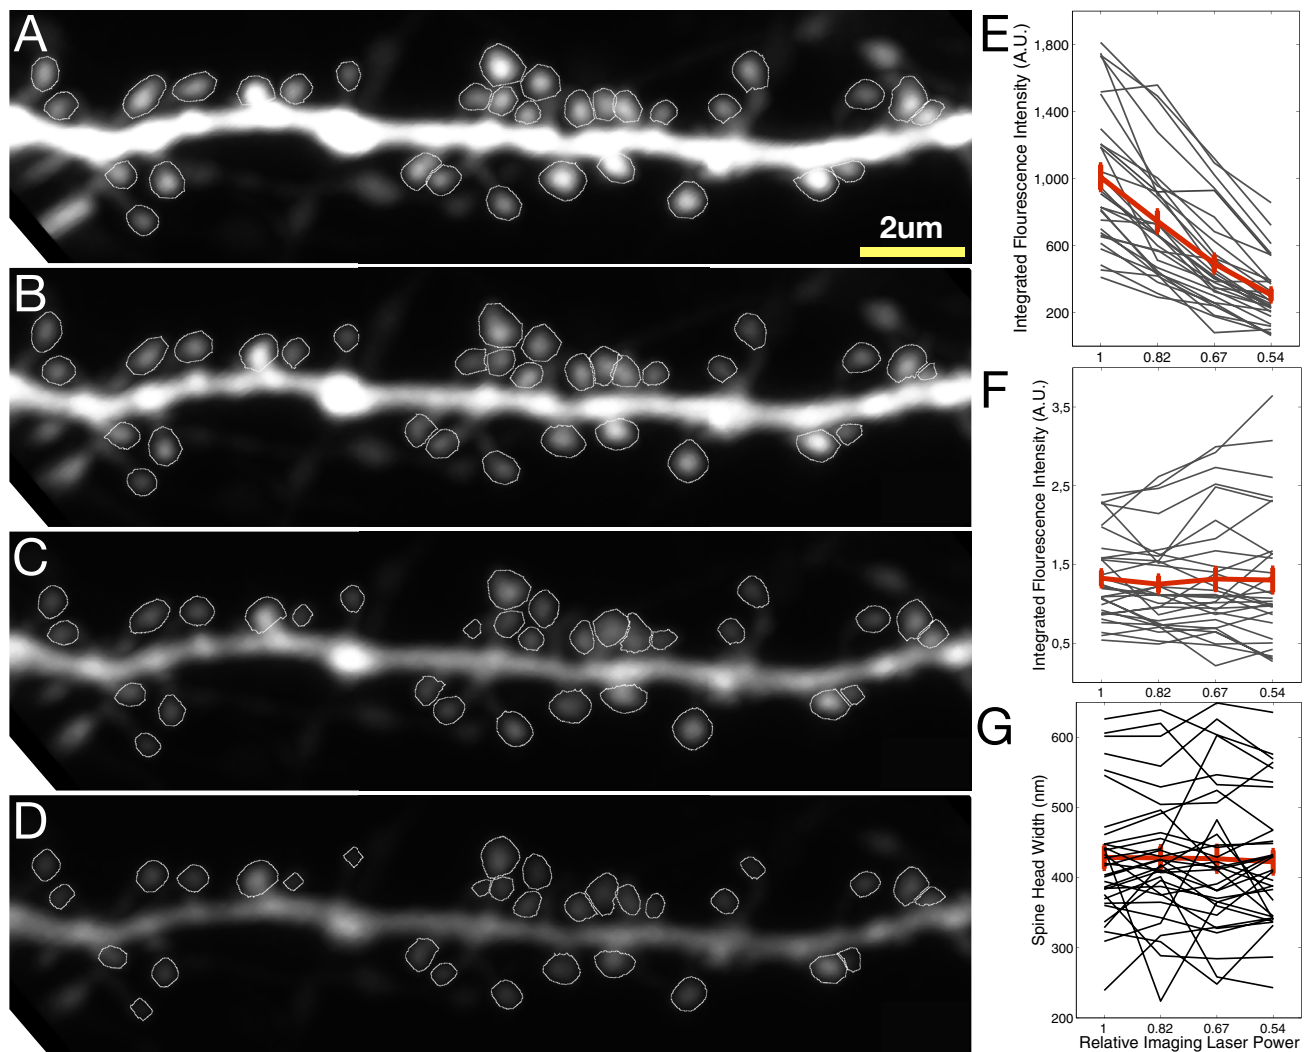 A
2um
B
C
D
E
Integrated Flourescence Intensity (A.U.)
1,800
1,400
1,000
600
200
1 0.82 0.67 0.54
F
Integrated Flourescence Intensity (A.U.)
3,5
2,5
1,5
0,5
1 0.82 0.67 0.54
G
Spine Head Width (nm)
600
500
400
300
200
1 0.82 0.67 0.54
Relative Imaging Laser Power